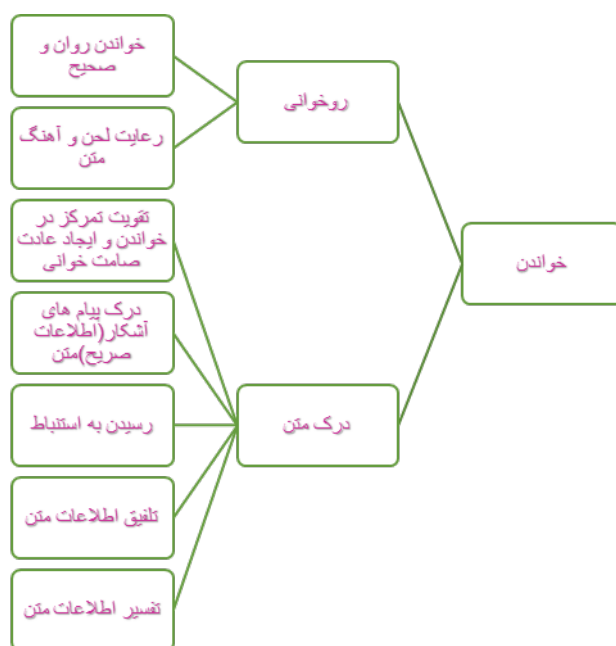 خواندن
روخوانی
خواندن روان و
صحیح
رعایت لحن و آهنگ
متن
درک متن
تقویت تمرکز در
خواندن و ایجاد عادت
صامت خوانی
درک پیام های
آشکار(اطلاعات
صریح)متن
رسیدن به استنباط
تلفیق اطلاعات متن
تفسیر اطلاعات متن